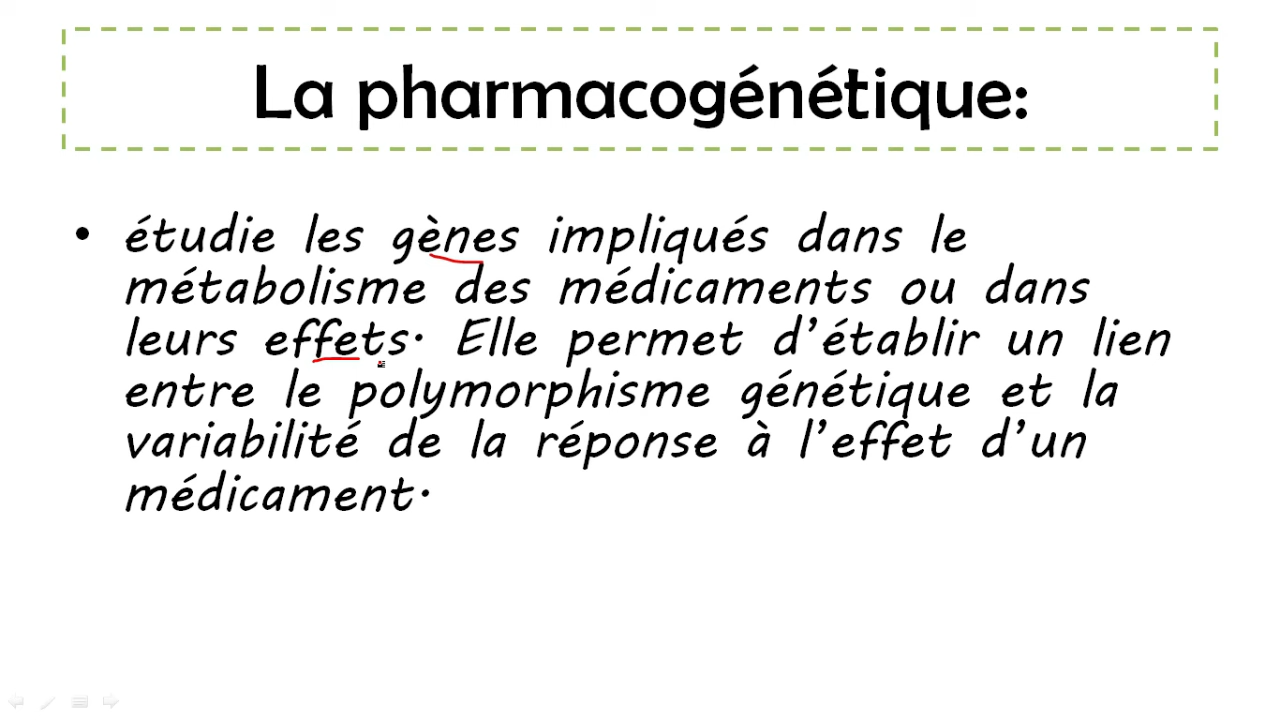 La pharmacogénétique:
• étudie les gènes impliqués dans le
métabolisme des médicaments ou dans
leurs effets. Elle permet d’établir un lien
entre le polymorphisme génétique et la
variabilité de la réponse à l’effet d’un
médicament.